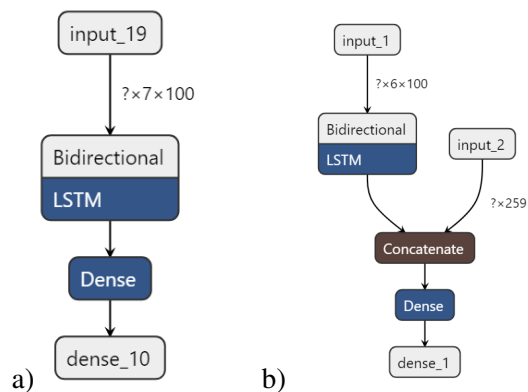 input_19
?×7×100
Bidirectional
LSTM
Dense
dense_10
a)
input_1
?×6×100
Bidirectional
LSTM
input_2
?×259
Concatenate
Dense
dense_1
b)